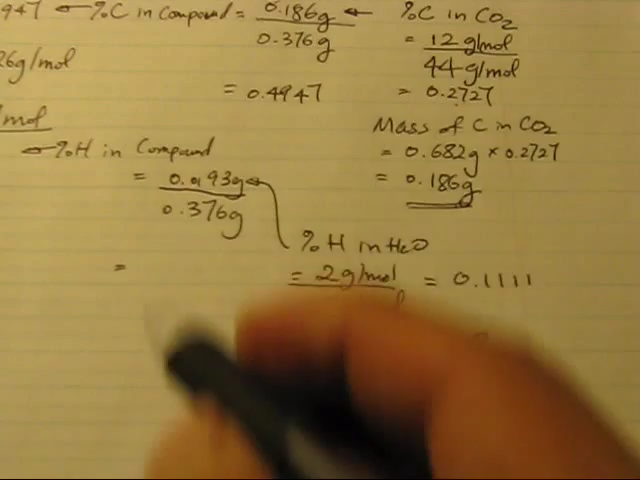 947 ← %C in Compound = 0.186g ← %C in CO2
0.376g = 12 g/mol
26g/mol 44 g/mol
= 0.4947 = 0.2727
/mol Mass of C in CO2
← %H in Compound = 0.682g × 0.2727
= 0.0193g ← = 0.186g
0.376g
%H in H2O
= = 2g/mol = 0.1111